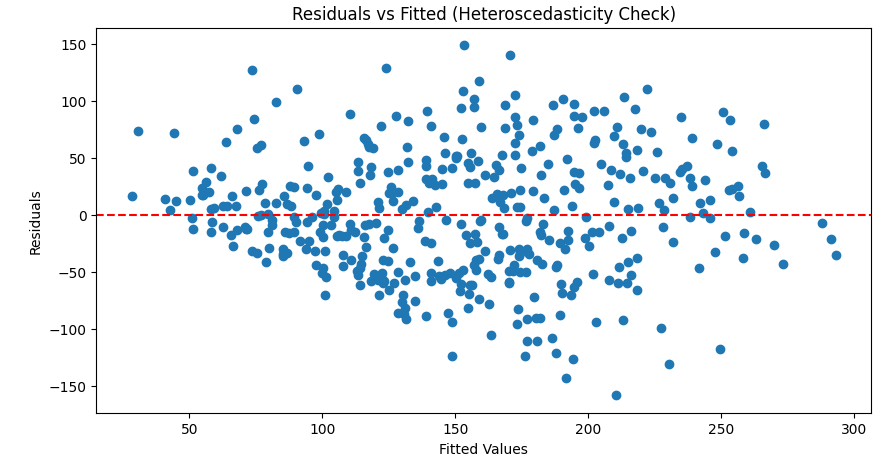 Residuals vs Fitted (Heteroscedasticity Check)
150
100
50
0
−50
−100
−150
Residuals
50 100 150 200 250 300
Fitted Values